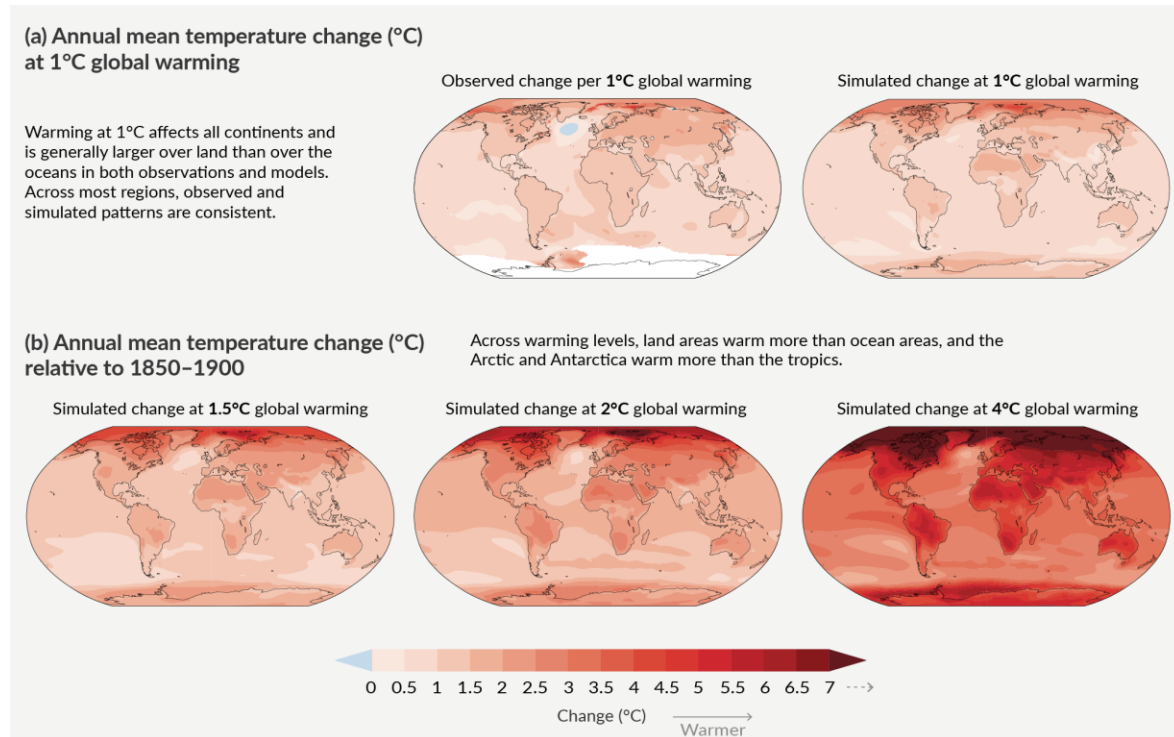 (a) Annual mean temperature change (°C)
at 1°C global warming
Warming at 1°C affects all continents and
is generally larger over land than over the
oceans in both observations and models.
Across most regions, observed and
simulated patterns are consistent.
Observed change per 1°C global warming
Simulated change at 1°C global warming
(b) Annual mean temperature change (°C)
relative to 1850–1900
Across warming levels, land areas warm more than ocean areas, and the
Arctic and Antarctica warm more than the tropics.
Simulated change at 1.5°C global warming
Simulated change at 2°C global warming
Simulated change at 4°C global warming
0 0.5 1 1.5 2 2.5 3 3.5 4 4.5 5 5.5 6 6.5 7
Change (°C)
Warmer